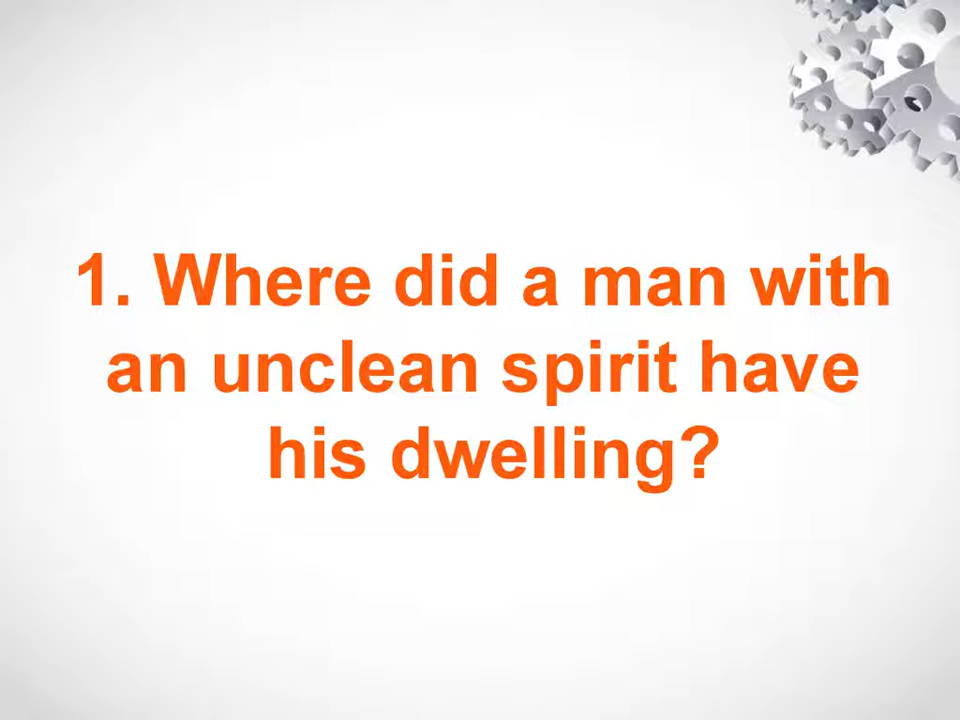 1. Where did a man with
an unclean spirit have
his dwelling?